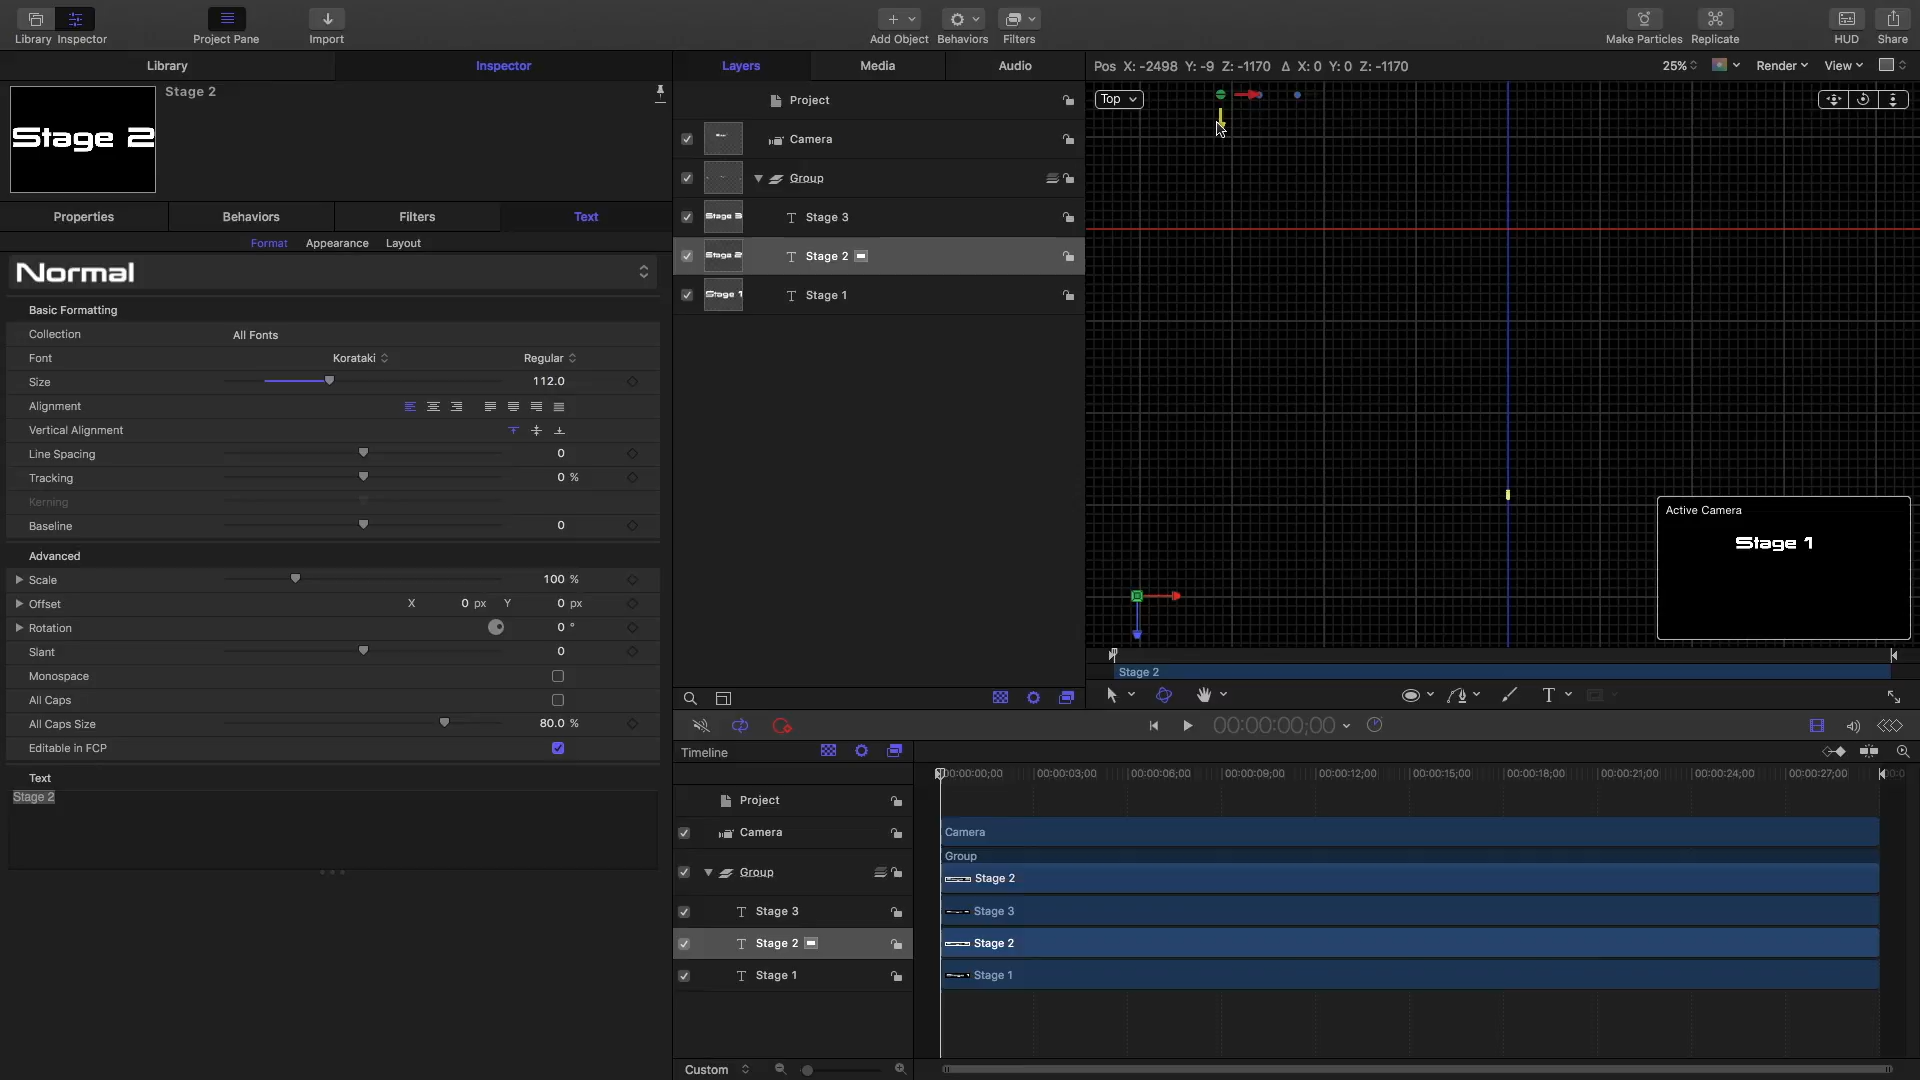 Library Inspector
Project Pane
Import
Add Object
Behaviors
Filters
Make Particles
Replicate
HUD
Share
Library
Inspector
Layers
Media
Audio
Pos X: -2498 Y: -9 Z: -1170 Δ X: 0 Y: 0 Z: -1170
25%
Render
View
Stage 2
Stage 2
Project
Camera
Group
Stage 3
Stage 3
Stage 2
Stage 2
Stage 1
Stage 1
Properties
Behaviors
Filters
Text
Format
Appearance
Layout
Normal
Basic Formatting
Collection
All Fonts
Font
Korataki
Regular
Size
112.0
Alignment
Vertical Alignment
Line Spacing
0
Tracking
0 %
Kerning
Baseline
0
Advanced
Scale
100 %
Offset
X 0 px Y 0 px
Rotation
0 °
Slant
0
Monospace
All Caps
All Caps Size
80.0 %
Editable in FCP
Text
Stage 2
Top
Active Camera
Stage 1
Stage 2
T
00:00:00;00
Timeline
00:00:00;00
00:00:03;00
00:00:06;00
00:00:09;00
00:00:12;00
00:00:15;00
00:00:18;00
00:00:21;00
00:00:24;00
00:00:27;00
Project
Camera
Camera
Group
Group
Stage 2
Stage 3
Stage 3
Stage 2
Stage 2
Stage 1
Stage 1
Custom